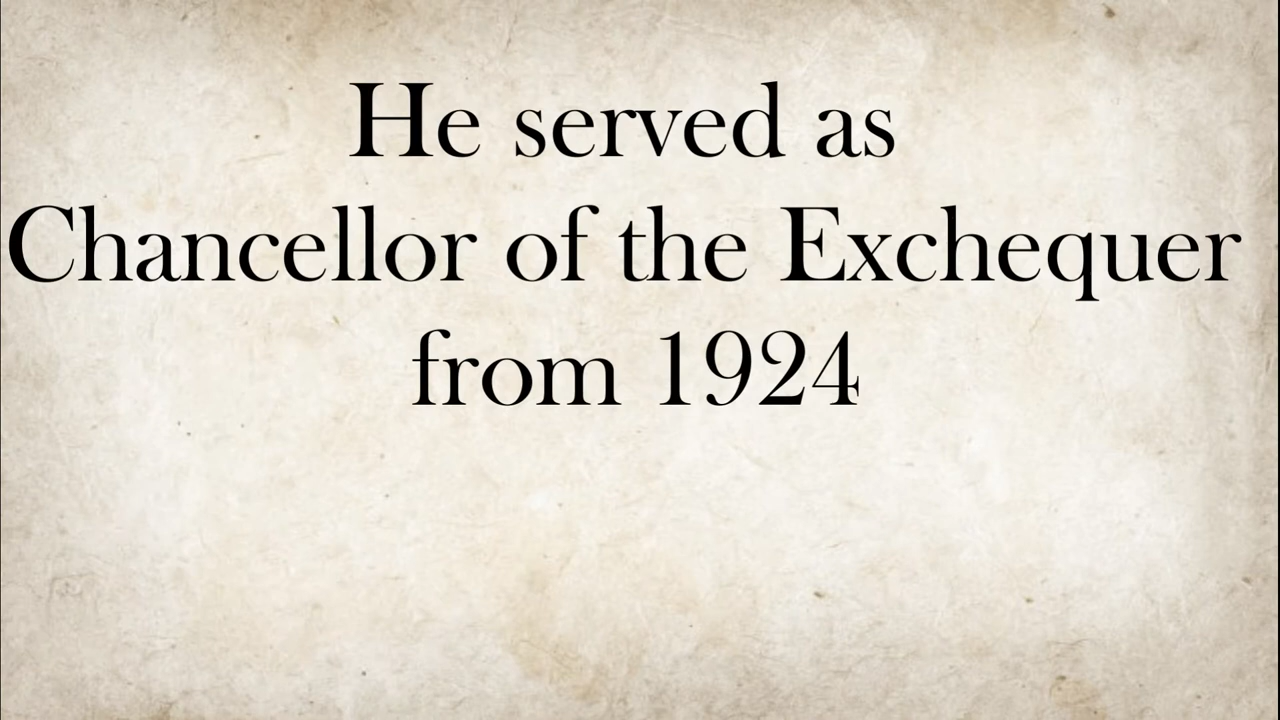 He served as
Chancellor of the Exchequer
from 1924